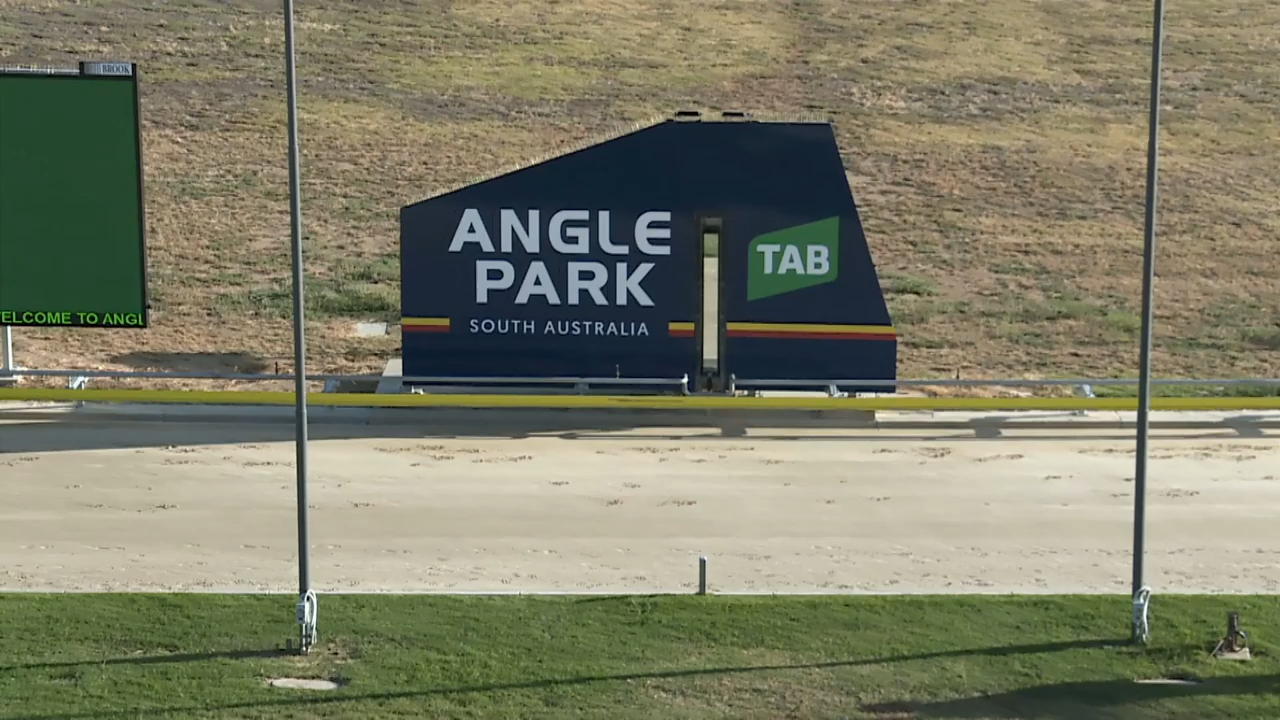 BROOK
ELCOME TO ANGL
ANGLE
PARK
SOUTH AUSTRALIA
TAB